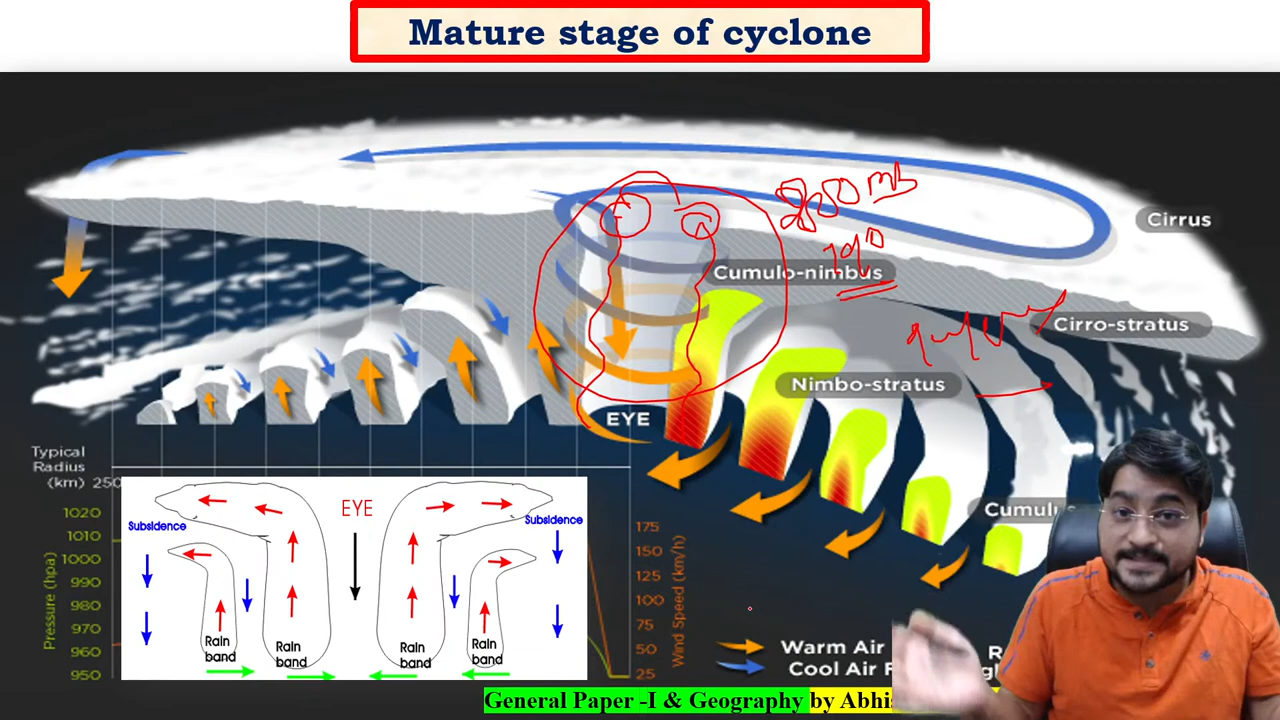 Mature stage of cyclone
Cirrus
Cumulo-nimbus
Cirro-stratus
Nimbo-stratus
EYE
Cumulus
Typical
Radius
(km) 250
1020
1010
1000
990
980
970
960
950
Pressure (hpa)
EYE
Subsidence
Subsidence
Rain
band
Rain
band
Rain
band
Rain
band
175
150
125
100
75
50
25
Wind Speed (km/h)
Warm Air
Cool Air
General Paper -I & Geography by Abhis